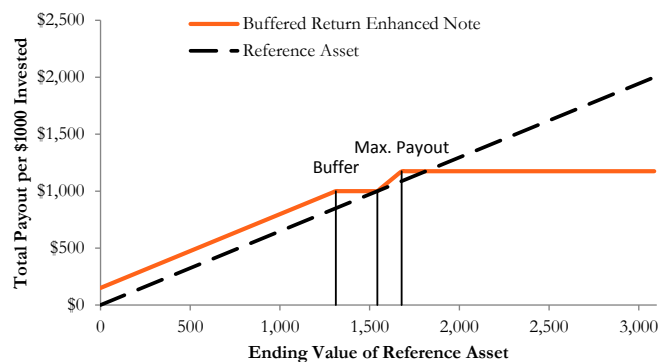 $2,500
Buffered Return Enhanced Note
Reference Asset
$2,000
$1,500
Max. Payout
Buffer
$1,000
$500
$0
Total Payout per $1000 Invested
0
500
1,000
1,500
2,000
2,500
3,000
Ending Value of Reference Asset